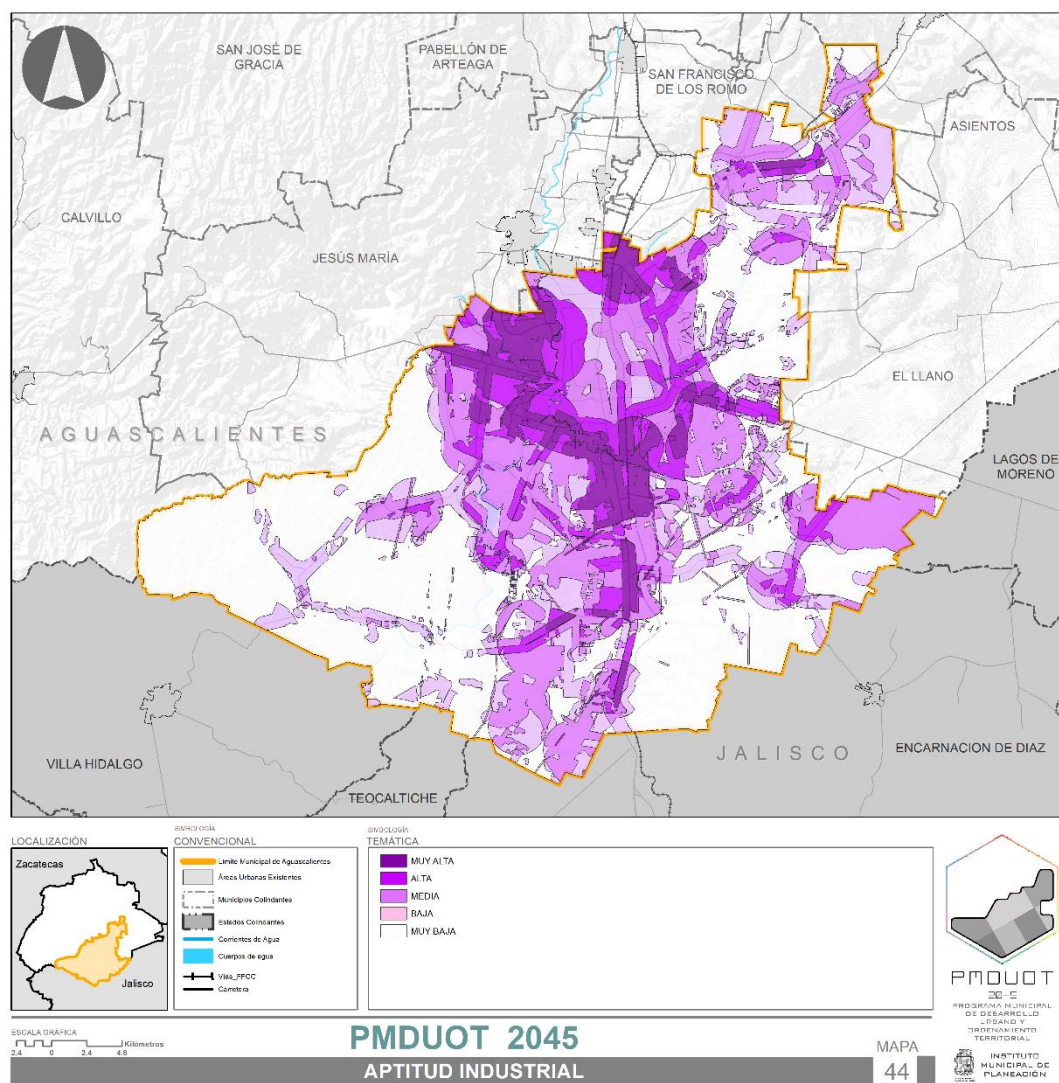 SAN JOSÉ DE
GRACIA
PABELLÓN DE
ARTEAGA
SAN FRANCISCO
DE LOS ROMO
ASIENTOS
CALVILLO
JESÚS MARÍA
EL LLANO
AGUASCALIENTES
LAGOS DE
MORENO
JALISCO
ENCARNACION DE DIAZ
VILLA HIDALGO
TEOCALTICHE
LOCALIZACIÓN
Zacatecas
Jalisco
SIMBOLOGÍA
CONVENCIONAL
Límite Municipal de Aguascalientes
Áreas Urbanas Existentes
Municipios Colindantes
Estados Colindantes
Corrientes de Agua
Cuerpos de agua
Vías_FFCC
Carretera
SIMBOLOGÍA
TEMÁTICA
MUY ALTA
ALTA
MEDIA
BAJA
MUY BAJA
PMDUOT
PROGRAMA MUNICIPAL
DE DESARROLLO
URBANO Y
ORDENAMIENTO
TERRITORIAL
INSTITUTO
MUNICIPAL DE
PLANEACIÓN
ESCALA GRÁFICA
2.4 0 2.4 4.8 Kilómetros
PMDUOT 2045
APTITUD INDUSTRIAL
MAPA
44